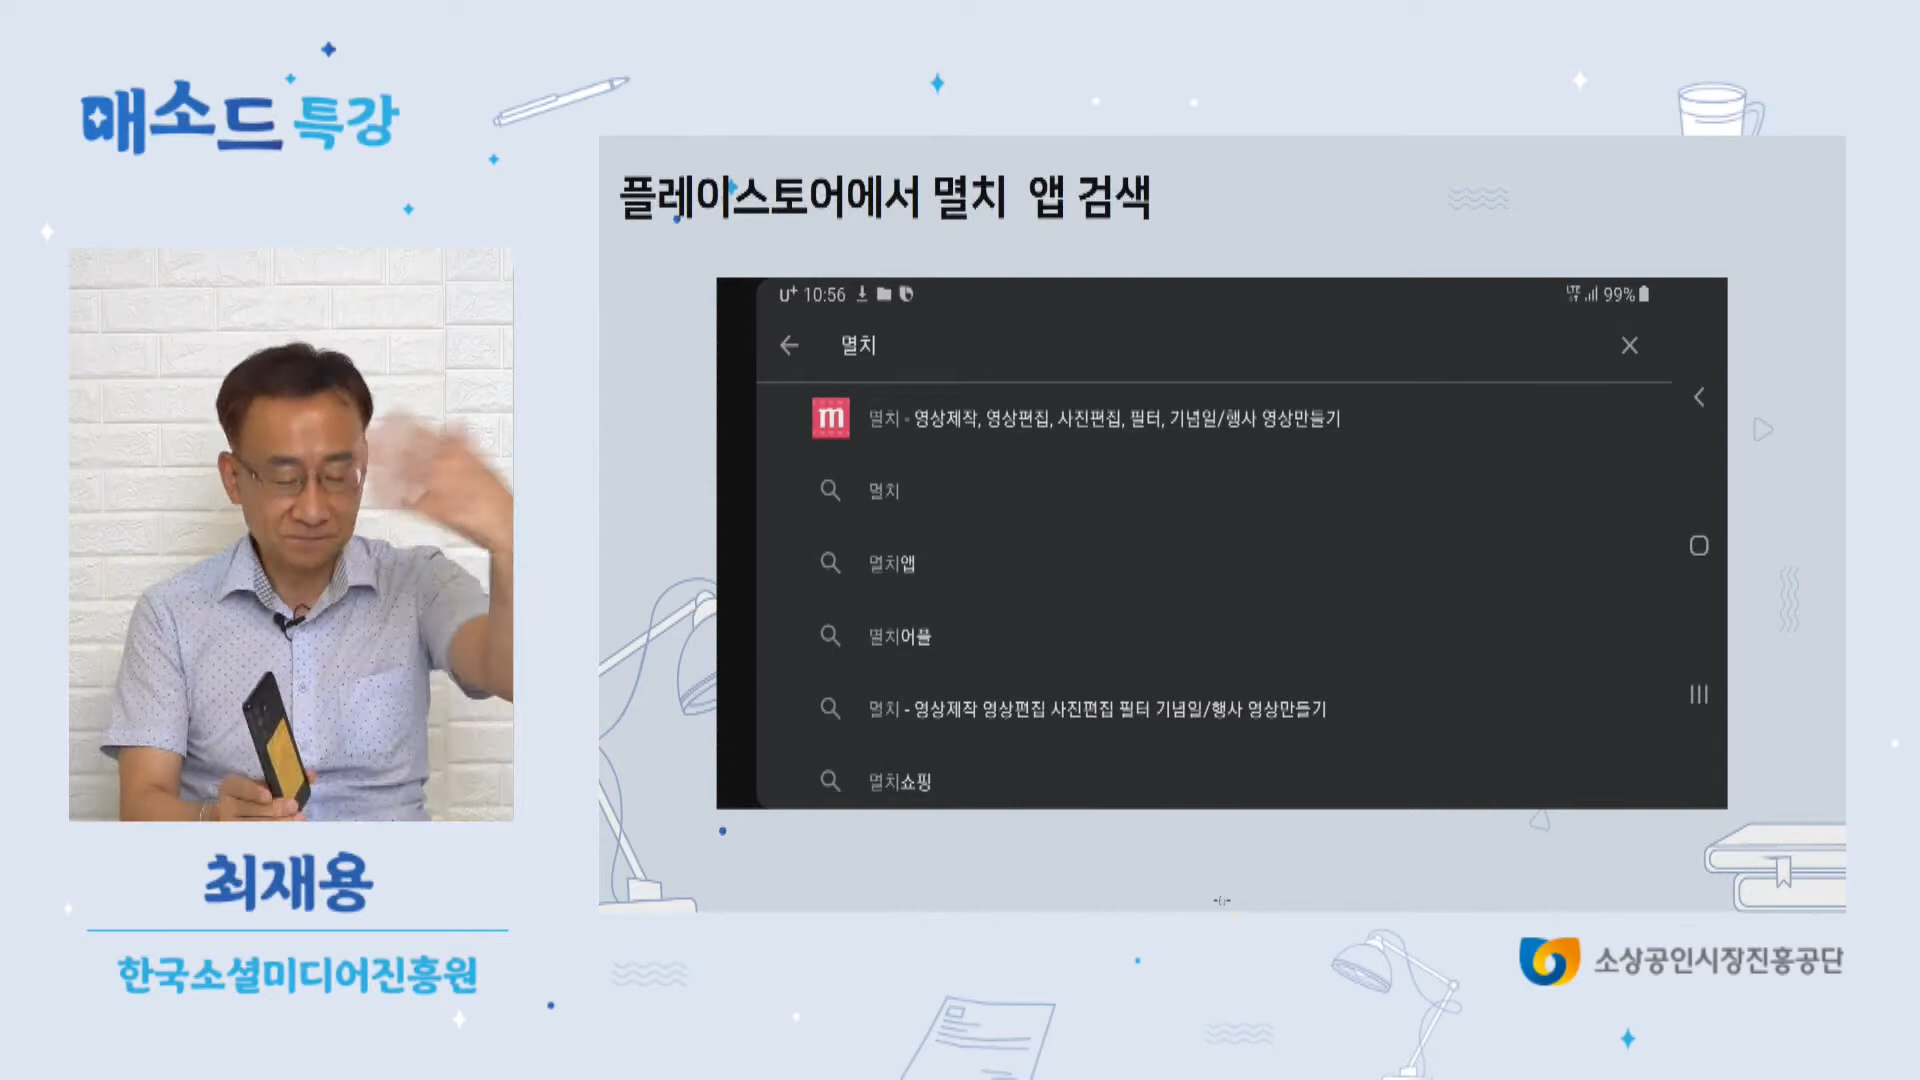 매소드 특강
플레이스토어에서 멸치 앱 검색
U+ 10:56
LTE 99%
멸치
m 멸치 - 영상제작, 영상편집, 사진편집, 필터, 기념일/행사 영상만들기
멸치
멸치앱
멸치어플
멸치 - 영상제작 영상편집 사진편집 필터 기념일/행사 영상만들기
멸치쇼핑
최재용
한국소셜미디어진흥원
소상공인시장진흥공단